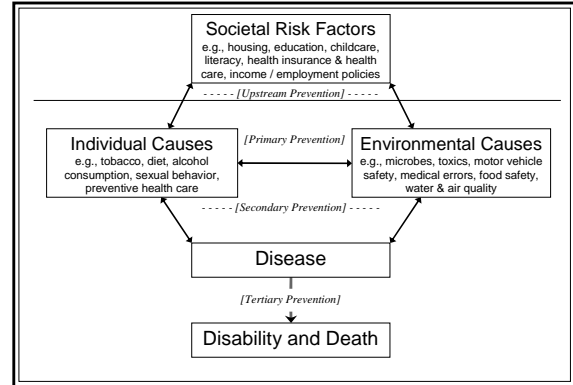 Societal Risk Factors
e.g., housing, education, childcare,
literacy, health insurance & health
care, income / employment policies
- - - - - [Upstream Prevention] - - - - -
Individual Causes
e.g., tobacco, diet, alcohol
consumption, sexual behavior,
preventive health care
[Primary Prevention]
Environmental Causes
e.g., microbes, toxics, motor vehicle
safety, medical errors, food safety,
water & air quality
- - - - - [Secondary Prevention] - - - - -
Disease
[Tertiary Prevention]
Disability and Death